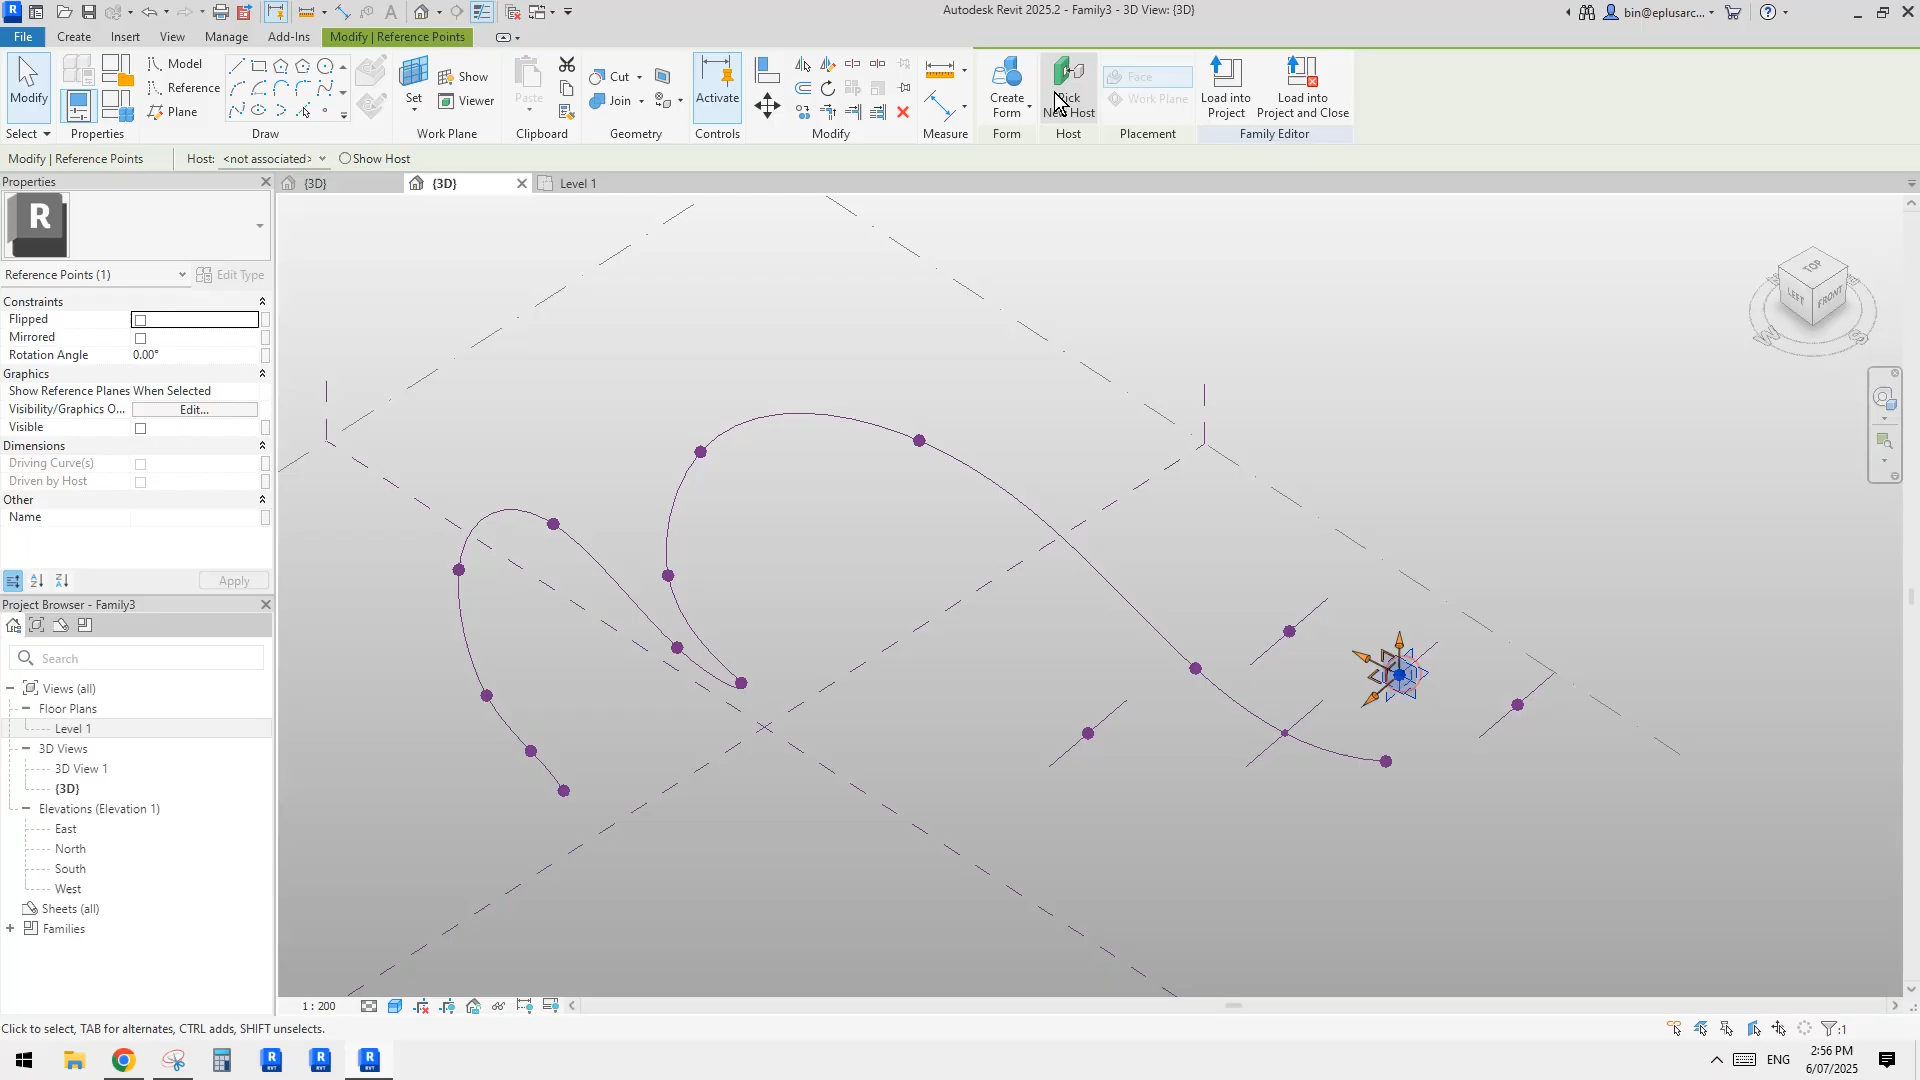 Autodesk Revit 2025.2 - Family3 - 3D View: {3D}
bin@eplusarc...
File
Create
Insert
View
Manage
Add-Ins
Modify | Reference Points
Modify
Model
Reference
Plane
Set
Show
Viewer
Paste
Cut
Join
Activate
Create
Form
Pick
New Host
Face
Work Plane
Load into
Project
Load into
Project and Close
Select
Properties
Draw
Work Plane
Clipboard
Geometry
Controls
Modify
Measure
Form
Host
Placement
Family Editor
Modify | Reference Points
Host:
<not associated>
Show Host
Properties
{3D}
{3D}
Level 1
R
Reference Points (1)
Edit Type
Constraints
Flipped
Mirrored
Rotation Angle
0.00°
Graphics
Show Reference Planes When Selected
Visibility/Graphics O...
Edit...
Visible
Dimensions
Driving Curve(s)
Driven by Host
Other
Name
Apply
Project Browser - Family3
Search
Views (all)
Floor Plans
Level 1
3D Views
3D View 1
{3D}
Elevations (Elevation 1)
East
North
South
West
Sheets (all)
Families
TOP
LEFT
FRONT
W
S
1 : 200
Click to select, TAB for alternates, CTRL adds, SHIFT unselects.
:1
ENG
2:56 PM
6/07/2025